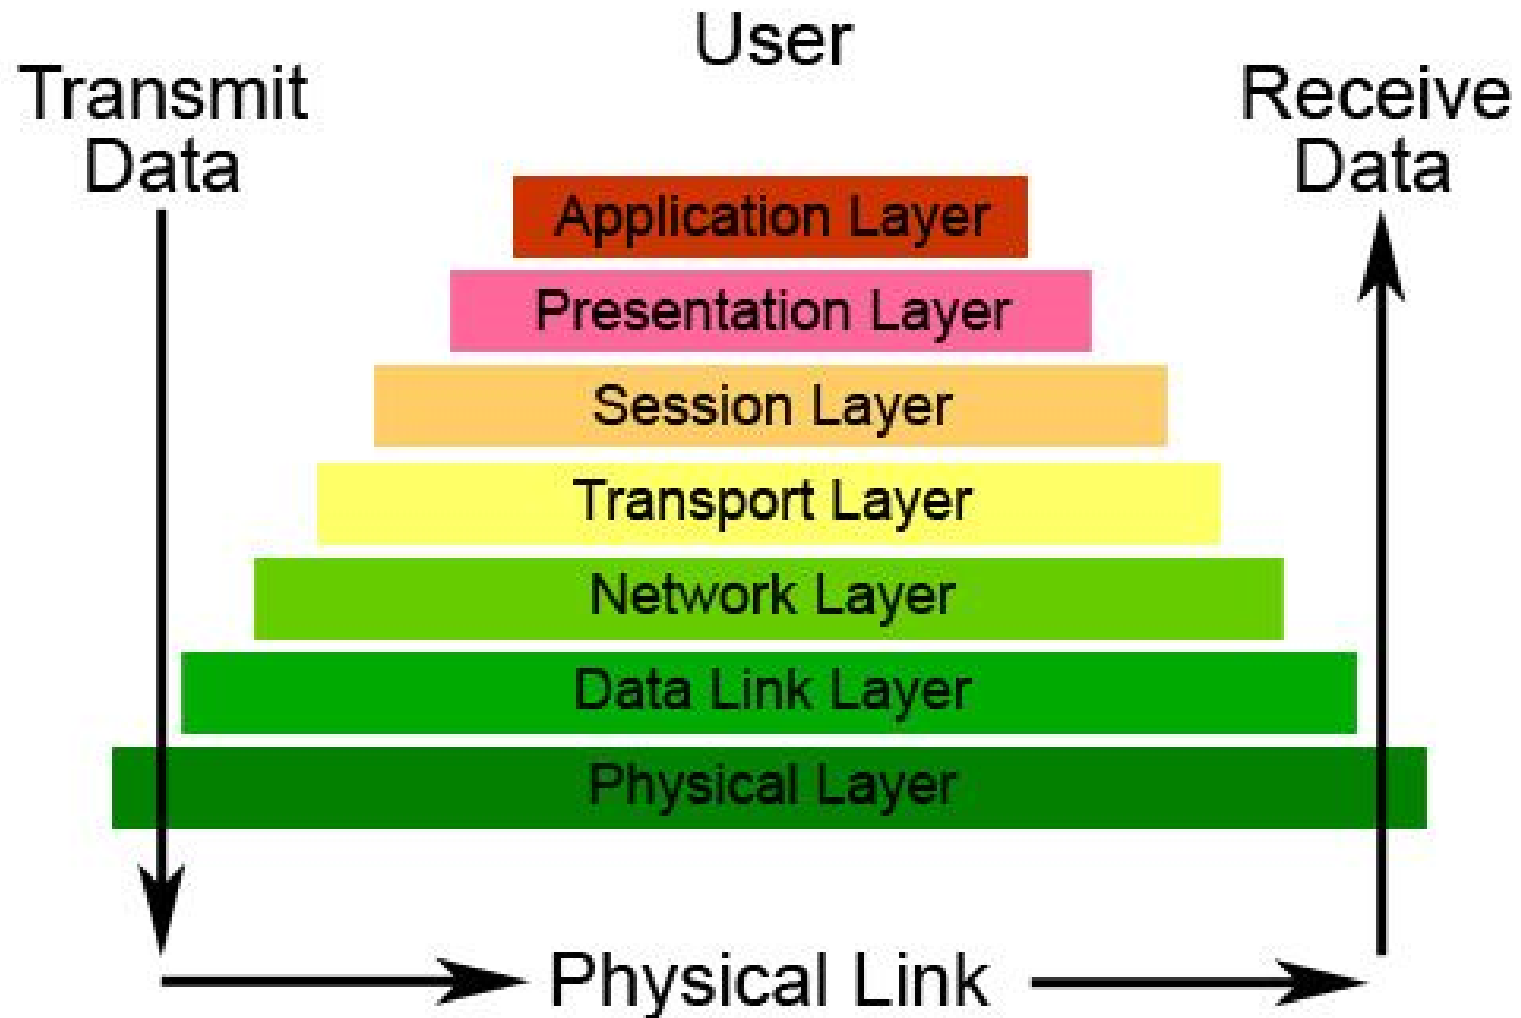 User
Transmit
Data
Receive
Data
Application Layer
Presentation Layer
Session Layer
Transport Layer
Network Layer
Data Link Layer
Physical Layer
Physical Link